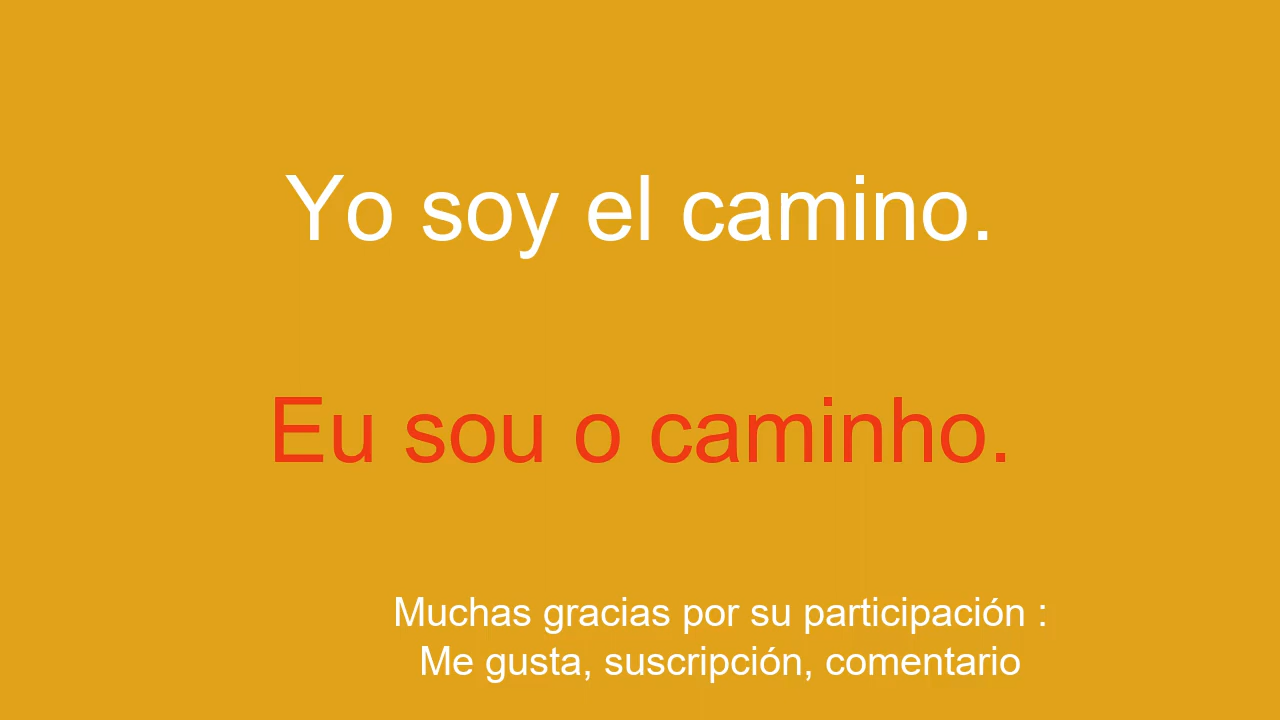 Yo soy el camino.
Eu sou o caminho.
Muchas gracias por su participación :
Me gusta, suscripción, comentario